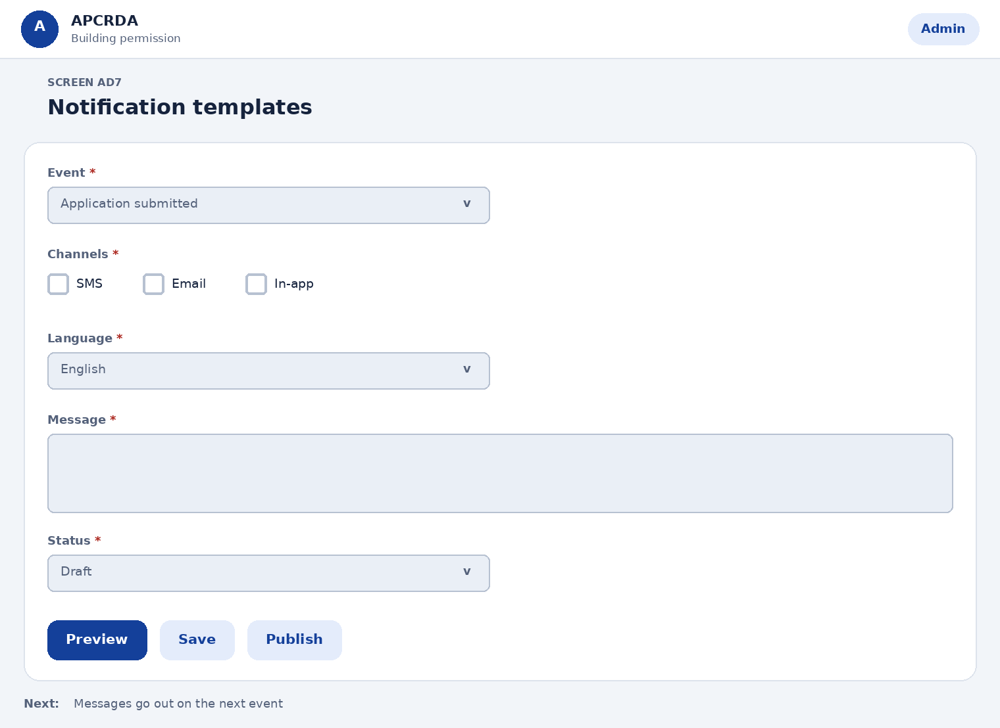 A
APCRDA
Building permission
Admin
SCREEN AD7
Notification templates
Event *
Application submitted v
Channels *
SMS Email In-app
Language *
English v
Message *
Status *
Draft v
Preview Save Publish
Next: Messages go out on the next event